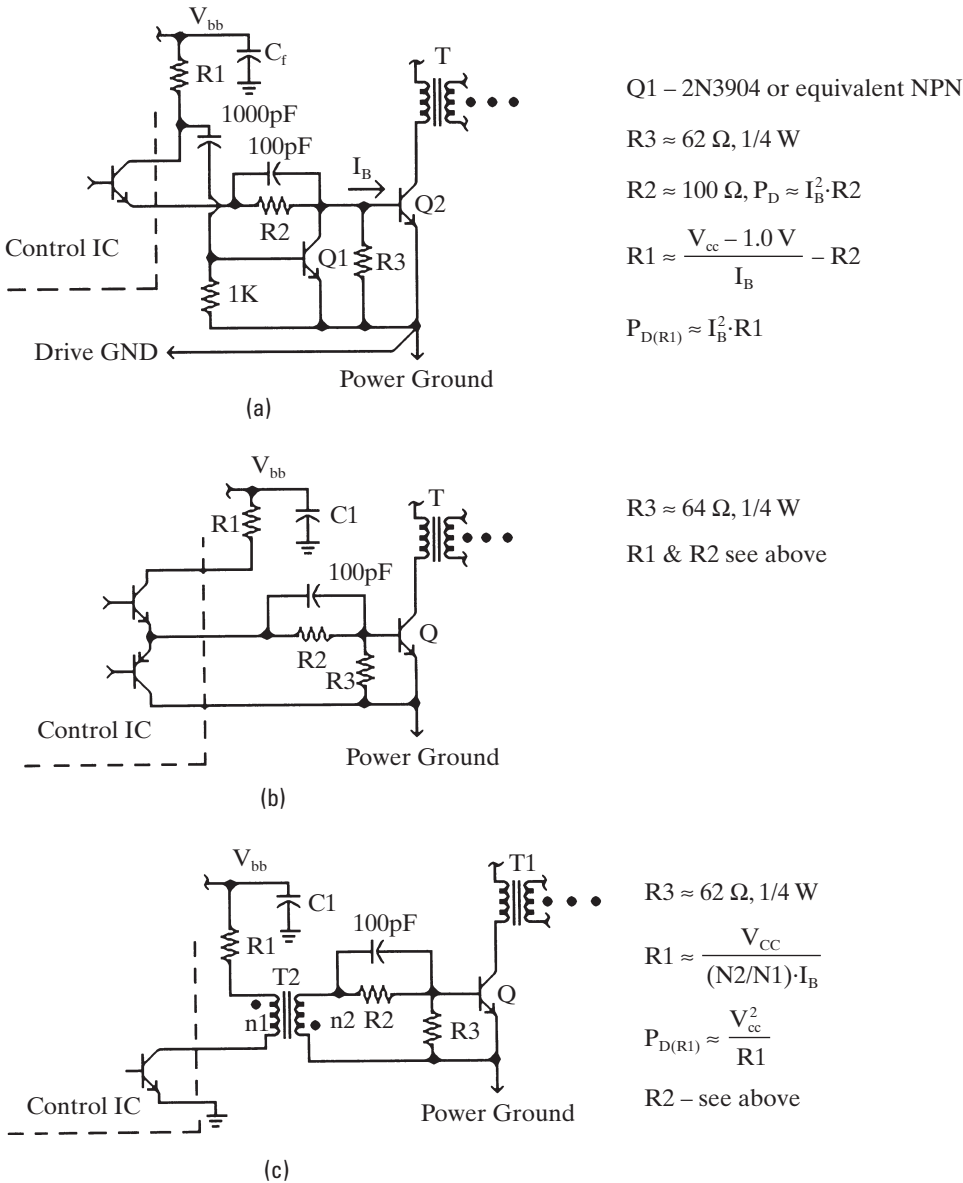 V_bb
C_f
R1
T
1000pF
100pF
I_B
Q2
R2
Control IC
Q1
R3
1K
Drive GND
Power Ground
(a)
Q1 – 2N3904 or equivalent NPN
R3 ≈ 62 Ω, 1/4 W
R2 ≈ 100 Ω, P_D ≈ I_B^2·R2
R1 ≈ (V_cc – 1.0 V) / I_B – R2
P_D(R1) ≈ I_B^2·R1
V_bb
T
R1
C1
100pF
Q
R2
R3
Control IC
Power Ground
(b)
R3 ≈ 64 Ω, 1/4 W
R1 & R2 see above
V_bb
T1
C1
R1
100pF
T2
Q
n1
n2
R2
R3
Control IC
Power Ground
(c)
R3 ≈ 62 Ω, 1/4 W
R1 ≈ V_CC / ((N2/N1)·I_B)
P_D(R1) ≈ V_cc^2 / R1
R2 – see above